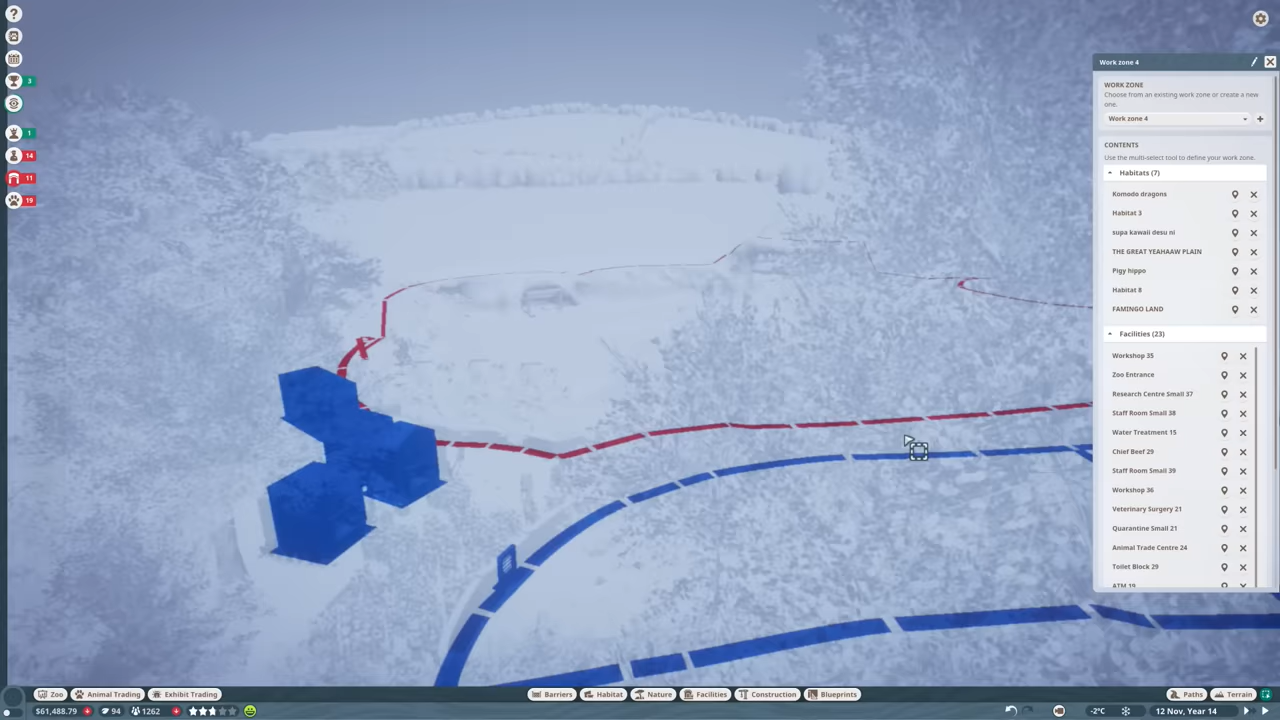 ?
3
1
14
11
19
Work zone 4
WORK ZONE
Choose from an existing work zone or create a new
one.
Work zone 4
CONTENTS
Use the multi-select tool to define your work zone.
Habitats (7)
Komodo dragons
Habitat 3
supa kawaii desu ni
THE GREAT YEAHAAW PLAIN
Pigy hippo
Habitat 8
FAMINGO LAND
Facilities (23)
Workshop 35
Zoo Entrance
Research Centre Small 37
Staff Room Small 38
Water Treatment 15
Chief Beef 29
Staff Room Small 39
Workshop 36
Veterinary Surgery 21
Quarantine Small 21
Animal Trade Centre 24
Toilet Block 29
ATM 19
Zoo Animal Trading Exhibit Trading Barriers Habitat Nature Facilities Construction Blueprints Paths Terrain
$61,488.79 94 1262 -2°C 12 Nov, Year 14